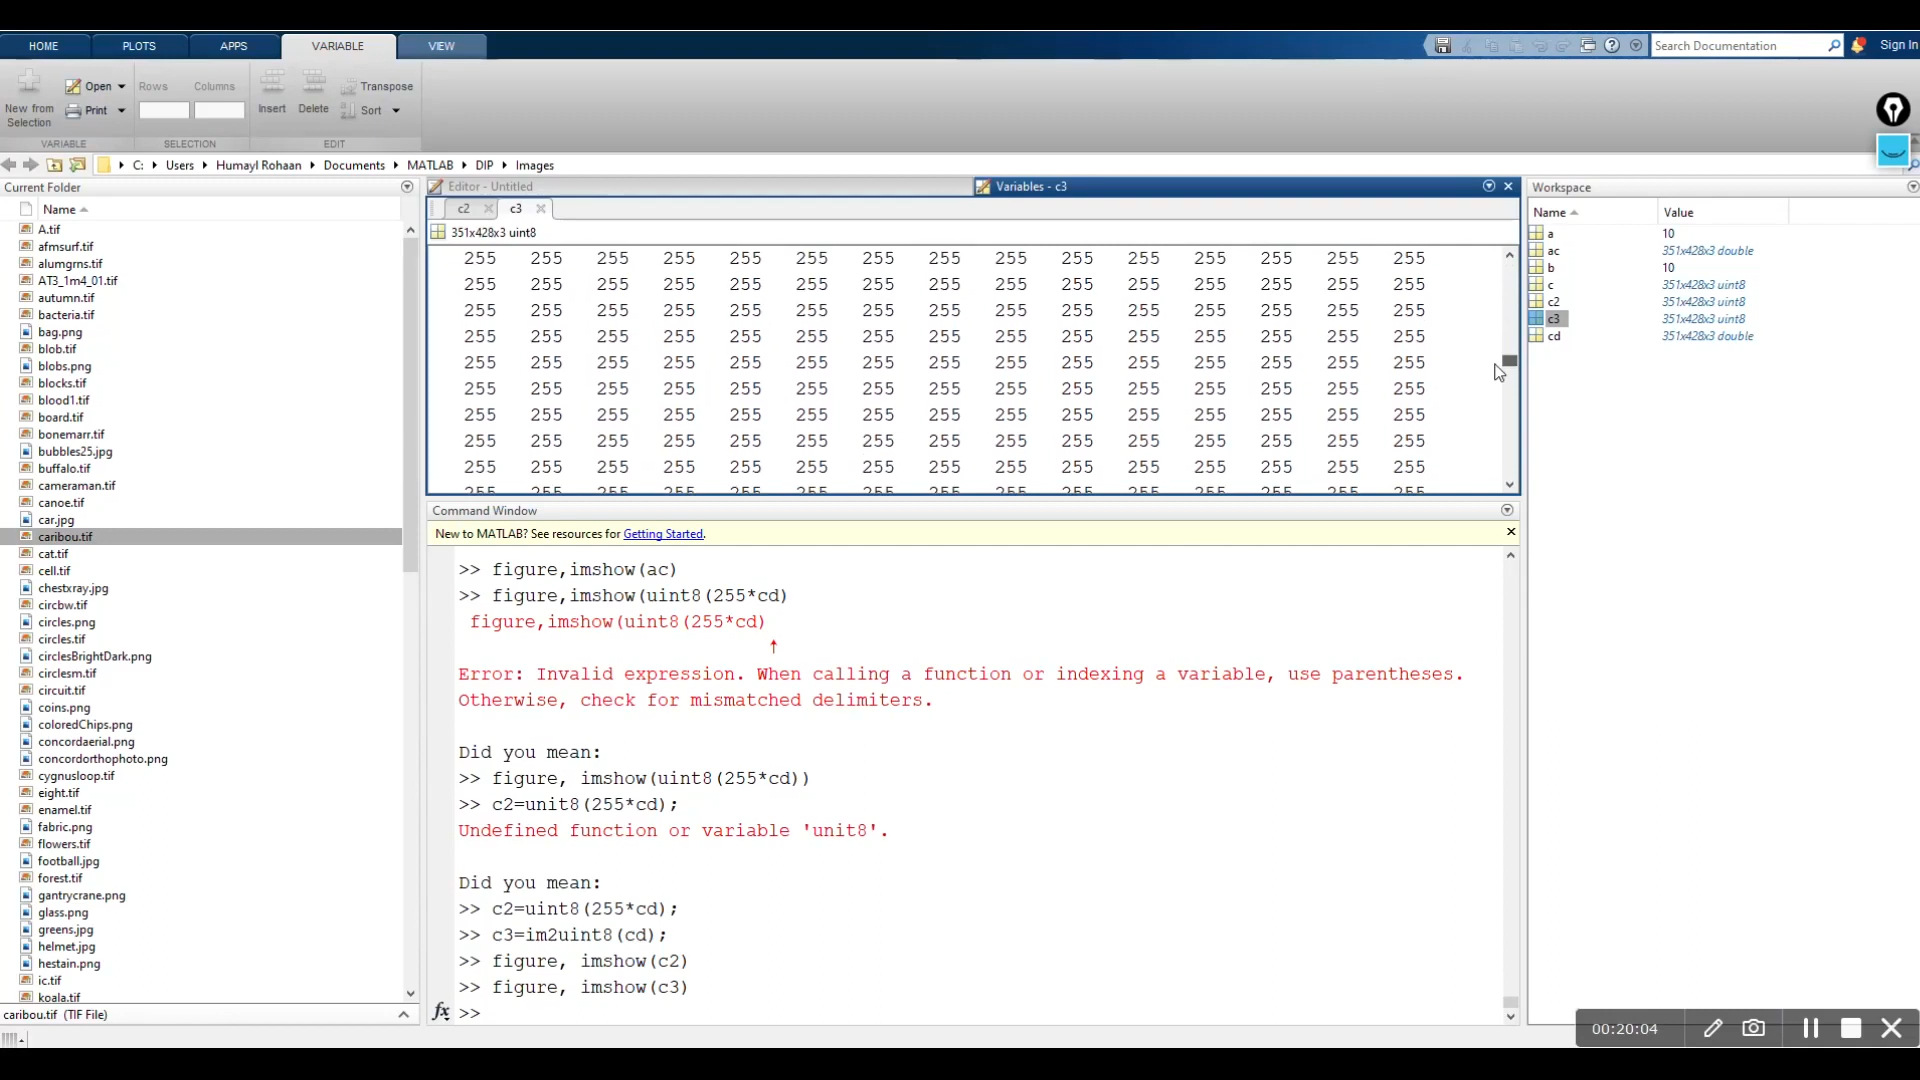 HOME PLOTS APPS VARIABLE VIEW Search Documentation Sign In
New from Selection Open Print Rows Columns Insert Delete Transpose Sort
VARIABLE SELECTION EDIT
C: Users Humayl Rohaan Documents MATLAB DIP Images
Current Folder
Name
A.tif
afmsurf.tif
alumgrns.tif
AT3_1m4_01.tif
autumn.tif
bacteria.tif
bag.png
blob.tif
blobs.png
blocks.tif
blood1.tif
board.tif
bonemarr.tif
bubbles25.jpg
buffalo.tif
cameraman.tif
canoe.tif
car.jpg
caribou.tif
cat.tif
cell.tif
chestxray.jpg
circbw.tif
circles.png
circles.tif
circlesBrightDark.png
circlesm.tif
circuit.tif
coins.png
coloredChips.png
concordaerial.png
concordorthophoto.png
cygnusloop.tif
eight.tif
enamel.tif
fabric.png
flowers.tif
football.jpg
forest.tif
gantrycrane.png
glass.png
greens.jpg
helmet.jpg
hestain.png
ic.tif
koala.tif
caribou.tif (TIF File)
Editor - Untitled Variables - c3
c2 c3
351x428x3 uint8
255 255 255 255 255 255 255 255 255 255 255 255 255 255 255
255 255 255 255 255 255 255 255 255 255 255 255 255 255 255
255 255 255 255 255 255 255 255 255 255 255 255 255 255 255
255 255 255 255 255 255 255 255 255 255 255 255 255 255 255
255 255 255 255 255 255 255 255 255 255 255 255 255 255 255
255 255 255 255 255 255 255 255 255 255 255 255 255 255 255
255 255 255 255 255 255 255 255 255 255 255 255 255 255 255
255 255 255 255 255 255 255 255 255 255 255 255 255 255 255
255 255 255 255 255 255 255 255 255 255 255 255 255 255 255
255 255 255 255 255 255 255 255 255 255 255 255 255 255 255
Command Window
New to MATLAB? See resources for Getting Started.
>> figure,imshow(ac)
>> figure,imshow(uint8(255*cd)
figure,imshow(uint8(255*cd)
↑
Error: Invalid expression. When calling a function or indexing a variable, use parentheses.
Otherwise, check for mismatched delimiters.
Did you mean:
>> figure, imshow(uint8(255*cd))
>> c2=unit8(255*cd);
Undefined function or variable 'unit8'.
Did you mean:
>> c2=uint8(255*cd);
>> c3=im2uint8(cd);
>> figure, imshow(c2)
>> figure, imshow(c3)
fx >>
Workspace
Name Value
a 10
ac 351x428x3 double
b 10
c 351x428x3 uint8
c2 351x428x3 uint8
c3 351x428x3 uint8
cd 351x428x3 double
00:20:04